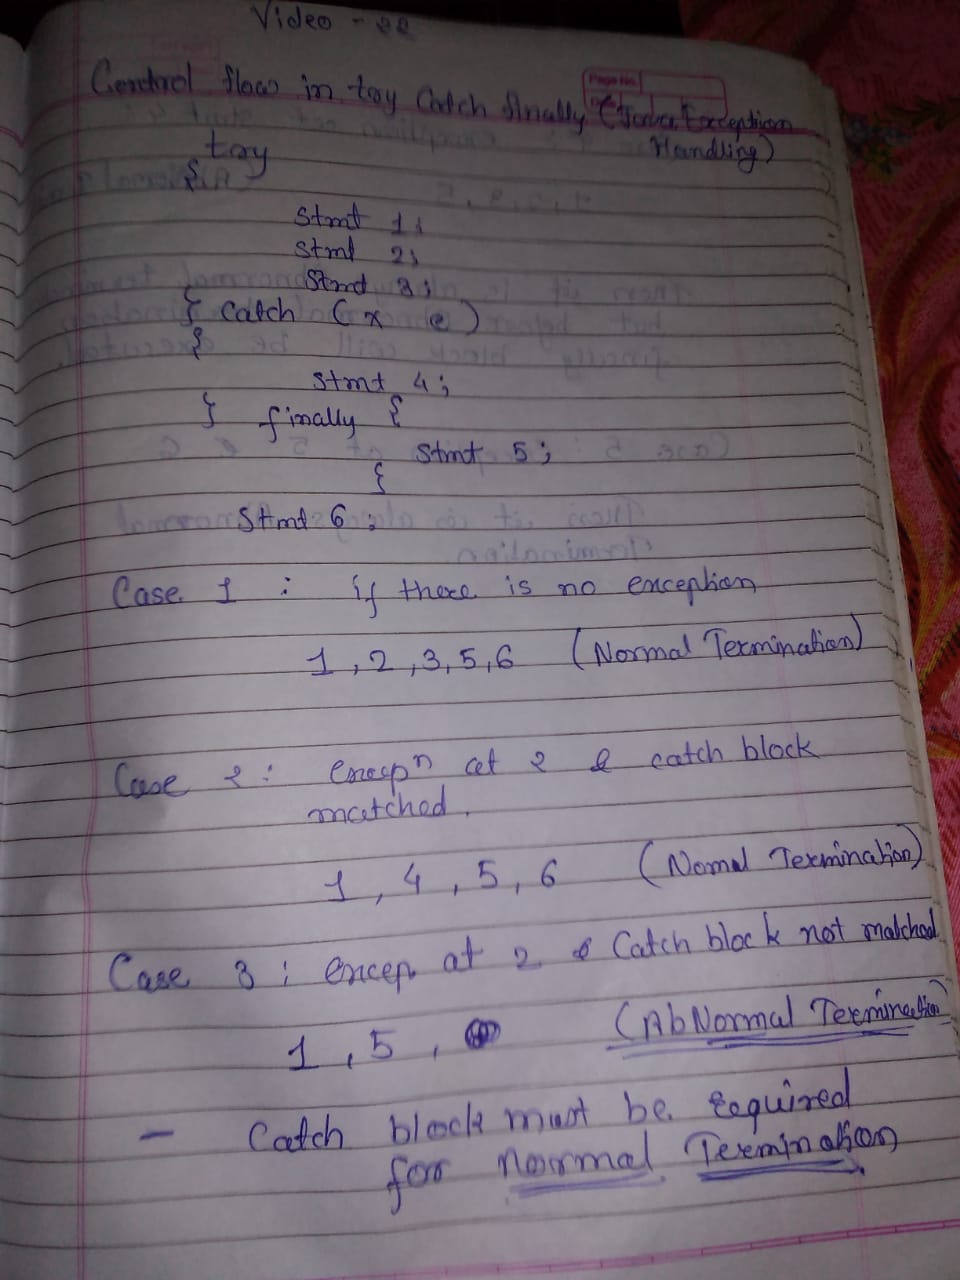 Video - 22
Page No.
Control flow in try Catch finally (Java Exception
Handling)
try
{
Stmt 1;
Stmt 2;
Stmt 3;
} Catch (x e)
{
Stmt 4;
} finally {
Stmt 5;
}
Stmt 6;
Case 1 : if there is no exception
1, 2, 3, 5, 6 (Normal Termination)
Case 2 : excepn at 2 & catch block
matched.
1, 4, 5, 6 (Nomal Termination)
Case 3 : excep at 2 & Catch block not matched
1, 5, (AbNormal Termination)
- Catch block must be required
for normal Termination